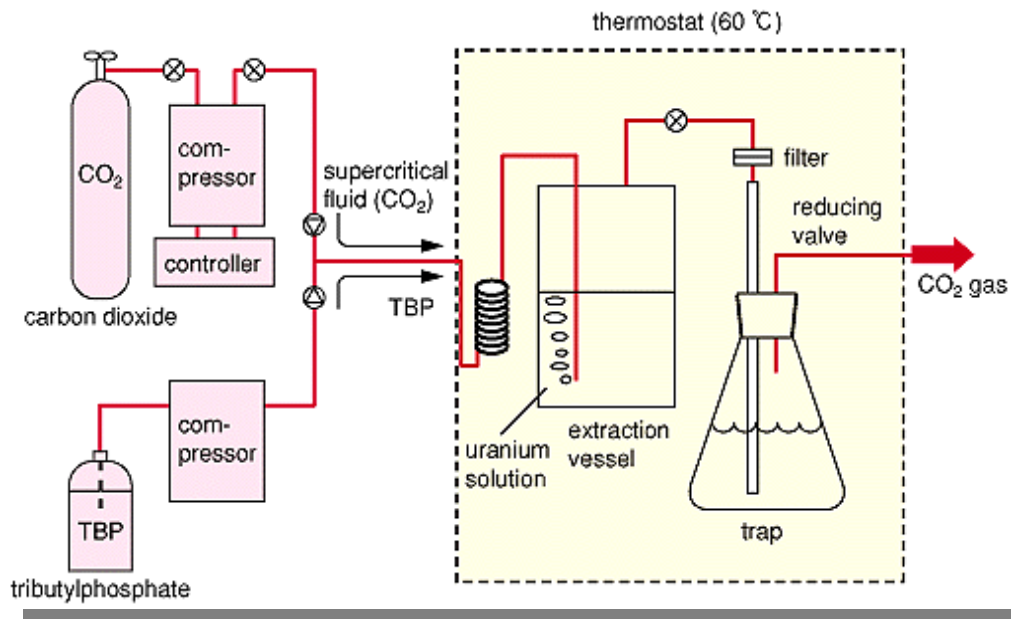 thermostat (60 ℃)
CO₂
com-
pressor
controller
carbon dioxide
supercritical
fluid (CO₂)
TBP
filter
reducing
valve
CO₂ gas
uranium
solution
extraction
vessel
trap
com-
pressor
TBP
tributylphosphate